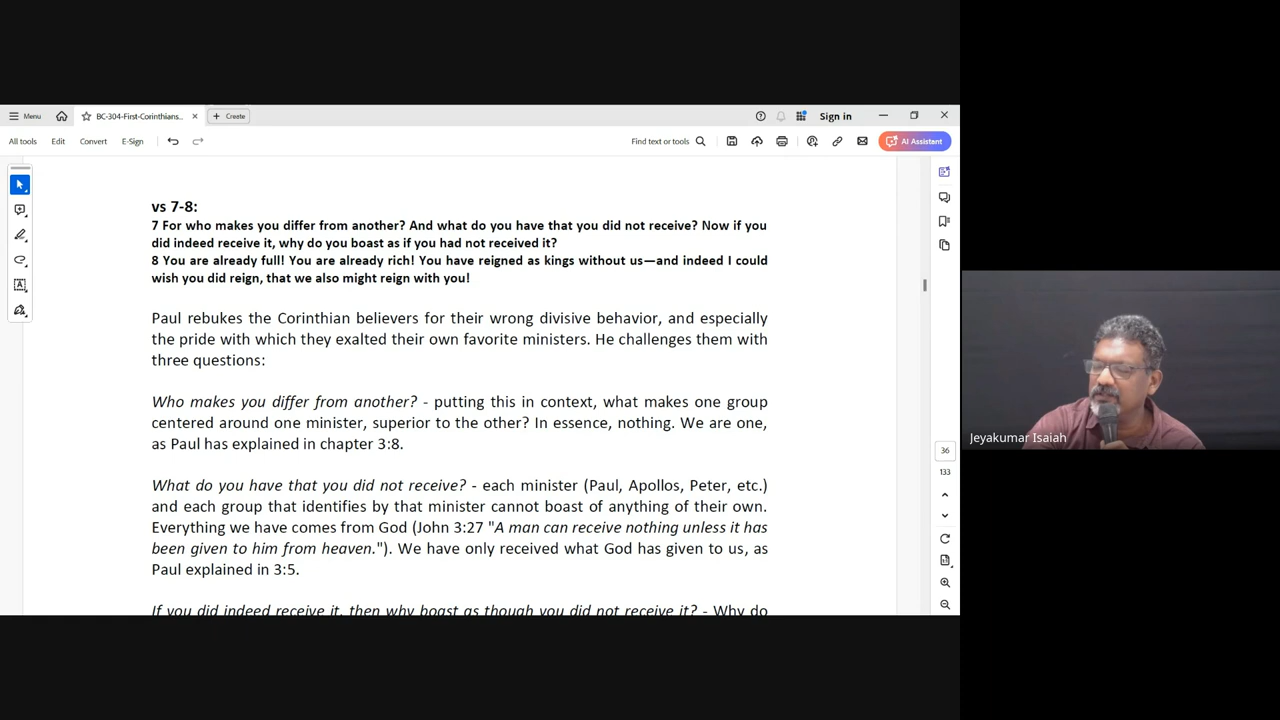 Menu
BC-304-First-Corinthians...
Create
Sign in
All tools
Edit
Convert
E-Sign
Find text or tools
AI Assistant
vs 7-8:
7 For who makes you differ from another? And what do you have that you did not receive? Now if you
did indeed receive it, why do you boast as if you had not received it?
8 You are already full! You are already rich! You have reigned as kings without us—and indeed I could
wish you did reign, that we also might reign with you!
Paul rebukes the Corinthian believers for their wrong divisive behavior, and especially
the pride with which they exalted their own favorite ministers. He challenges them with
three questions:
Who makes you differ from another? - putting this in context, what makes one group
centered around one minister, superior to the other? In essence, nothing. We are one,
as Paul has explained in chapter 3:8.
What do you have that you did not receive? - each minister (Paul, Apollos, Peter, etc.)
and each group that identifies by that minister cannot boast of anything of their own.
Everything we have comes from God (John 3:27 "A man can receive nothing unless it has
been given to him from heaven."). We have only received what God has given to us, as
Paul explained in 3:5.
If you did indeed receive it, then why boast as though you did not receive it? - Why do
36
133
Jeyakumar Isaiah